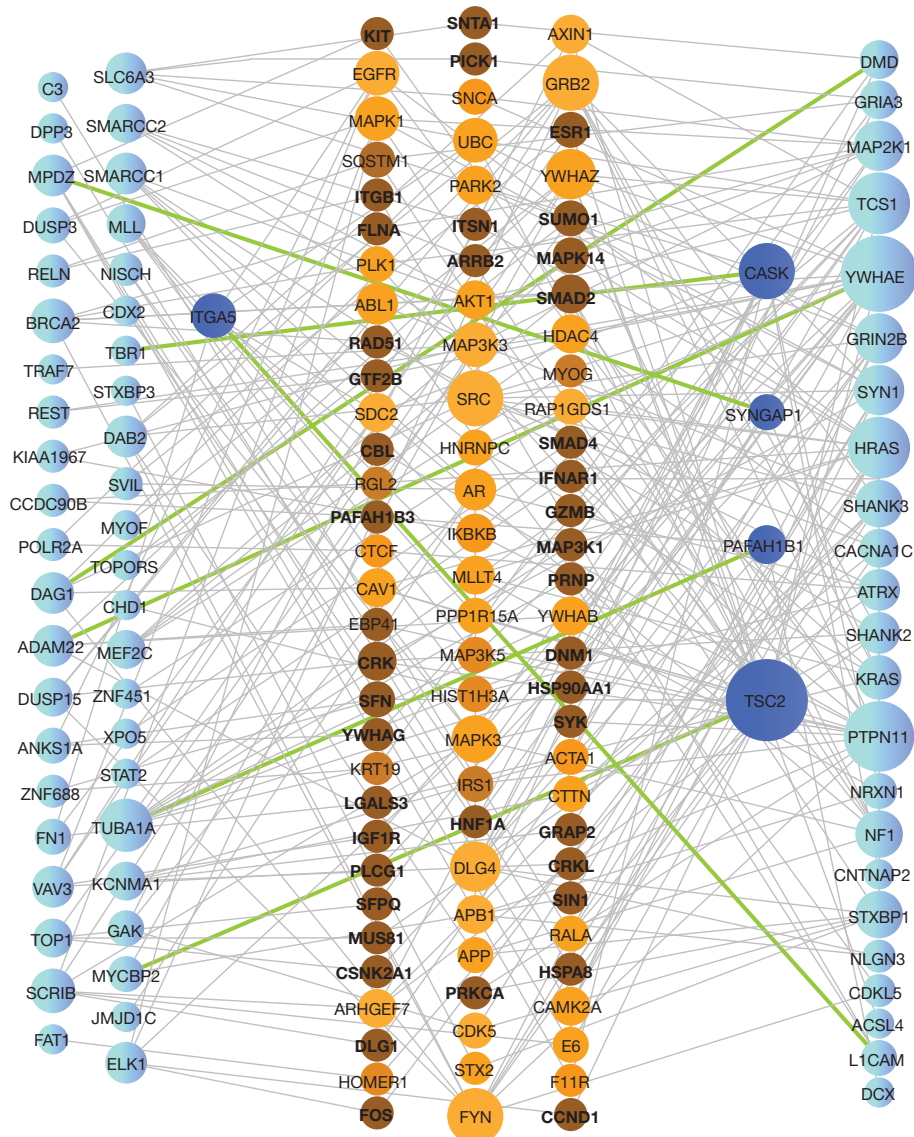 C3
DPP3
MPDZ
DUSP3
RELN
BRCA2
TRAF7
REST
KIAA1967
CCDC90B
POLR2A
DAG1
ADAM22
DUSP15
ANKS1A
ZNF688
FN1
VAV3
TOP1
SCRIB
FAT1
SLC6A3
SMARCC2
SMARCC1
MLL
NISCH
CDX2
TBR1
STXBP3
DAB2
SVIL
MYOF
TOPORS
CHD1
MEF2C
ZNF451
XPO5
STAT2
TUBA1A
KCNMA1
GAK
MYCBP2
JMJD1C
ELK1
ITGA5
KIT
EGFR
MAPK1
SQSTM1
ITGB1
FLNA
PLK1
ABL1
RAD51
GTF2B
SDC2
CBL
RGL2
PAFAH1B3
CTCF
CAV1
EBP41
CRK
SFN
YWHAG
KRT19
LGALS3
IGF1R
PLCG1
SFPQ
MUS81
CSNK2A1
ARHGEF7
DLG1
HOMER1
FOS
SNTA1
PICK1
SNCA
UBC
PARK2
ITSN1
ARRB2
AKT1
MAP3K3
SRC
HNRNPC
AR
IKBKB
MLLT4
PPP1R15A
MAP3K5
HIST1H3A
MAPK3
IRS1
HNF1A
DLG4
APB1
APP
PRKCA
CDK5
STX2
FYN
AXIN1
GRB2
ESR1
YWHAZ
SUMO1
MAPK14
SMAD2
HDAC4
MYOG
RAP1GDS1
SMAD4
IFNAR1
GZMB
MAP3K1
PRNP
YWHAB
DNM1
HSP90AA1
SYK
ACTA1
CTTN
GRAP2
CRKL
SIN1
RALA
HSPA8
CAMK2A
E6
F11R
CCND1
CASK
SYNGAP1
PAFAH1B1
TSC2
DMD
GRIA3
MAP2K1
TCS1
YWHAE
GRIN2B
SYN1
HRAS
SHANK3
CACNA1C
ATRX
SHANK2
KRAS
PTPN11
NRXN1
NF1
CNTNAP2
STXBP1
NLGN3
CDKL5
ACSL4
L1CAM
DCX